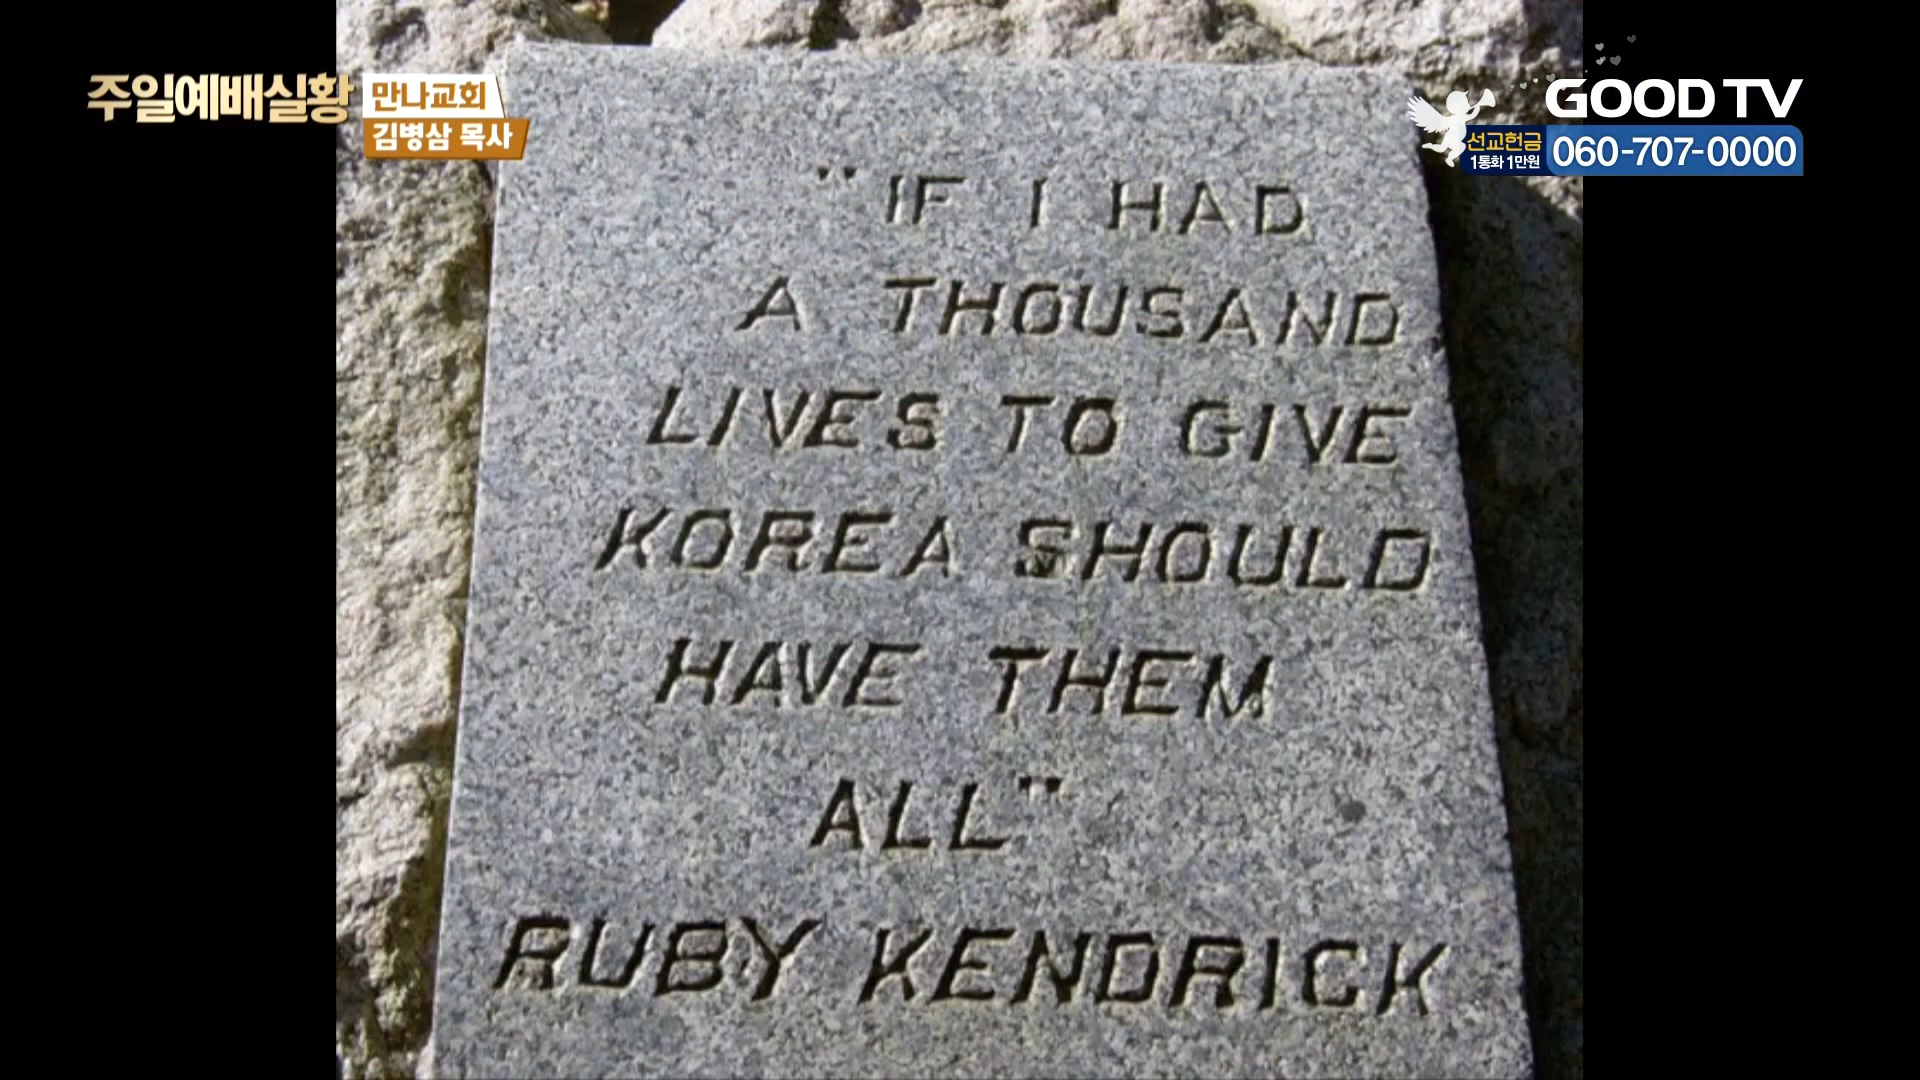 주일예배실황
만나교회
김병삼 목사
GOOD TV
선교헌금
1통화 1만원
060-707-0000
"IF I HAD
A THOUSAND
LIVES TO GIVE
KOREA SHOULD
HAVE THEM
ALL"
RUBY KENDRICK